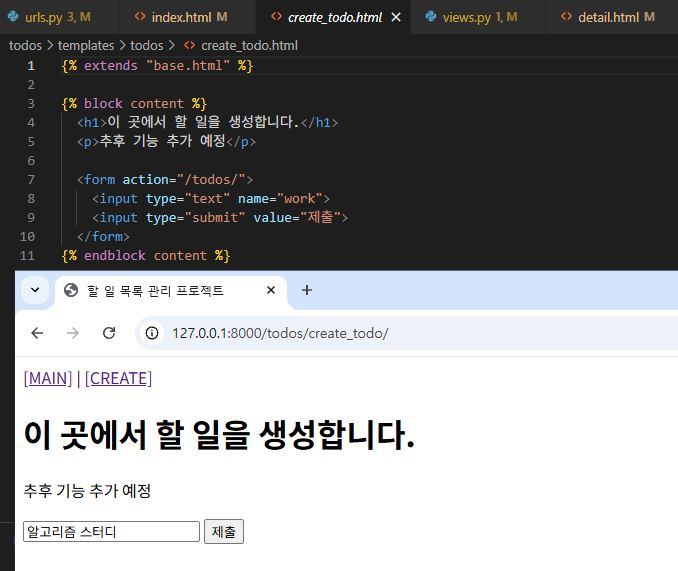 urls.py 3, M index.html M create_todo.html views.py 1, M detail.html M
todos > templates > todos > create_todo.html
1 {% extends "base.html" %}
2
3 {% block content %}
4 <h1>이 곳에서 할 일을 생성합니다.</h1>
5 <p>추후 기능 추가 예정</p>
6
7 <form action="/todos/">
8 <input type="text" name="work">
9 <input type="submit" value="제출">
10 </form>
11 {% endblock content %}
할 일 목록 관리 프로젝트
127.0.0.1:8000/todos/create_todo/
[MAIN] | [CREATE]
이 곳에서 할 일을 생성합니다.
추후 기능 추가 예정
알고리즘 스터디 제출